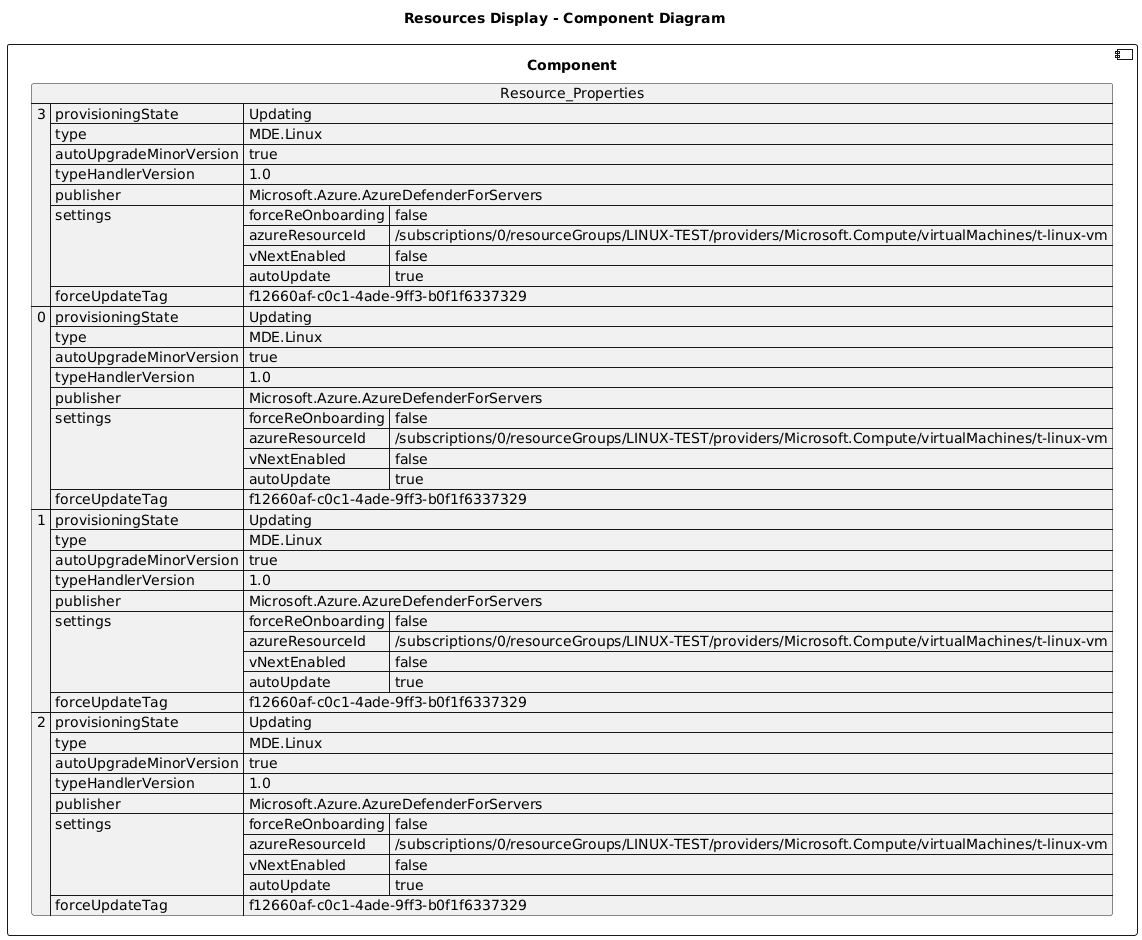 Resources Display - Component Diagram
Component
Resource_Properties
3 provisioningState Updating
type MDE.Linux
autoUpgradeMinorVersion true
typeHandlerVersion 1.0
publisher Microsoft.Azure.AzureDefenderForServers
settings forceReOnboarding false
azureResourceId /subscriptions/0/resourceGroups/LINUX-TEST/providers/Microsoft.Compute/virtualMachines/t-linux-vm
vNextEnabled false
autoUpdate true
forceUpdateTag f12660af-c0c1-4ade-9ff3-b0f1f6337329
0 provisioningState Updating
type MDE.Linux
autoUpgradeMinorVersion true
typeHandlerVersion 1.0
publisher Microsoft.Azure.AzureDefenderForServers
settings forceReOnboarding false
azureResourceId /subscriptions/0/resourceGroups/LINUX-TEST/providers/Microsoft.Compute/virtualMachines/t-linux-vm
vNextEnabled false
autoUpdate true
forceUpdateTag f12660af-c0c1-4ade-9ff3-b0f1f6337329
1 provisioningState Updating
type MDE.Linux
autoUpgradeMinorVersion true
typeHandlerVersion 1.0
publisher Microsoft.Azure.AzureDefenderForServers
settings forceReOnboarding false
azureResourceId /subscriptions/0/resourceGroups/LINUX-TEST/providers/Microsoft.Compute/virtualMachines/t-linux-vm
vNextEnabled false
autoUpdate true
forceUpdateTag f12660af-c0c1-4ade-9ff3-b0f1f6337329
2 provisioningState Updating
type MDE.Linux
autoUpgradeMinorVersion true
typeHandlerVersion 1.0
publisher Microsoft.Azure.AzureDefenderForServers
settings forceReOnboarding false
azureResourceId /subscriptions/0/resourceGroups/LINUX-TEST/providers/Microsoft.Compute/virtualMachines/t-linux-vm
vNextEnabled false
autoUpdate true
forceUpdateTag f12660af-c0c1-4ade-9ff3-b0f1f6337329